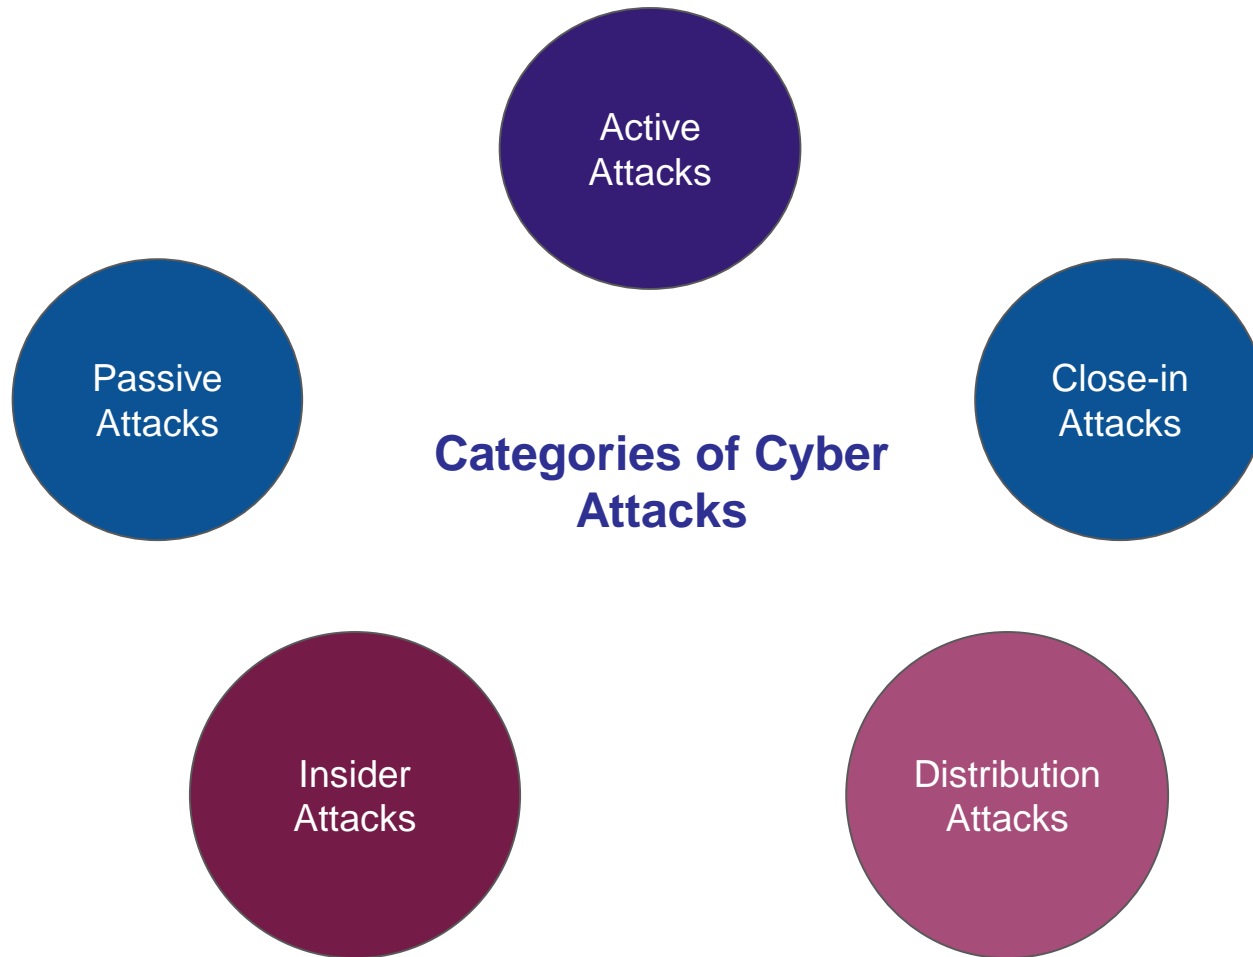 Active
Attacks
Passive
Attacks
Close-in
Attacks
Categories of Cyber
Attacks
Insider
Attacks
Distribution
Attacks